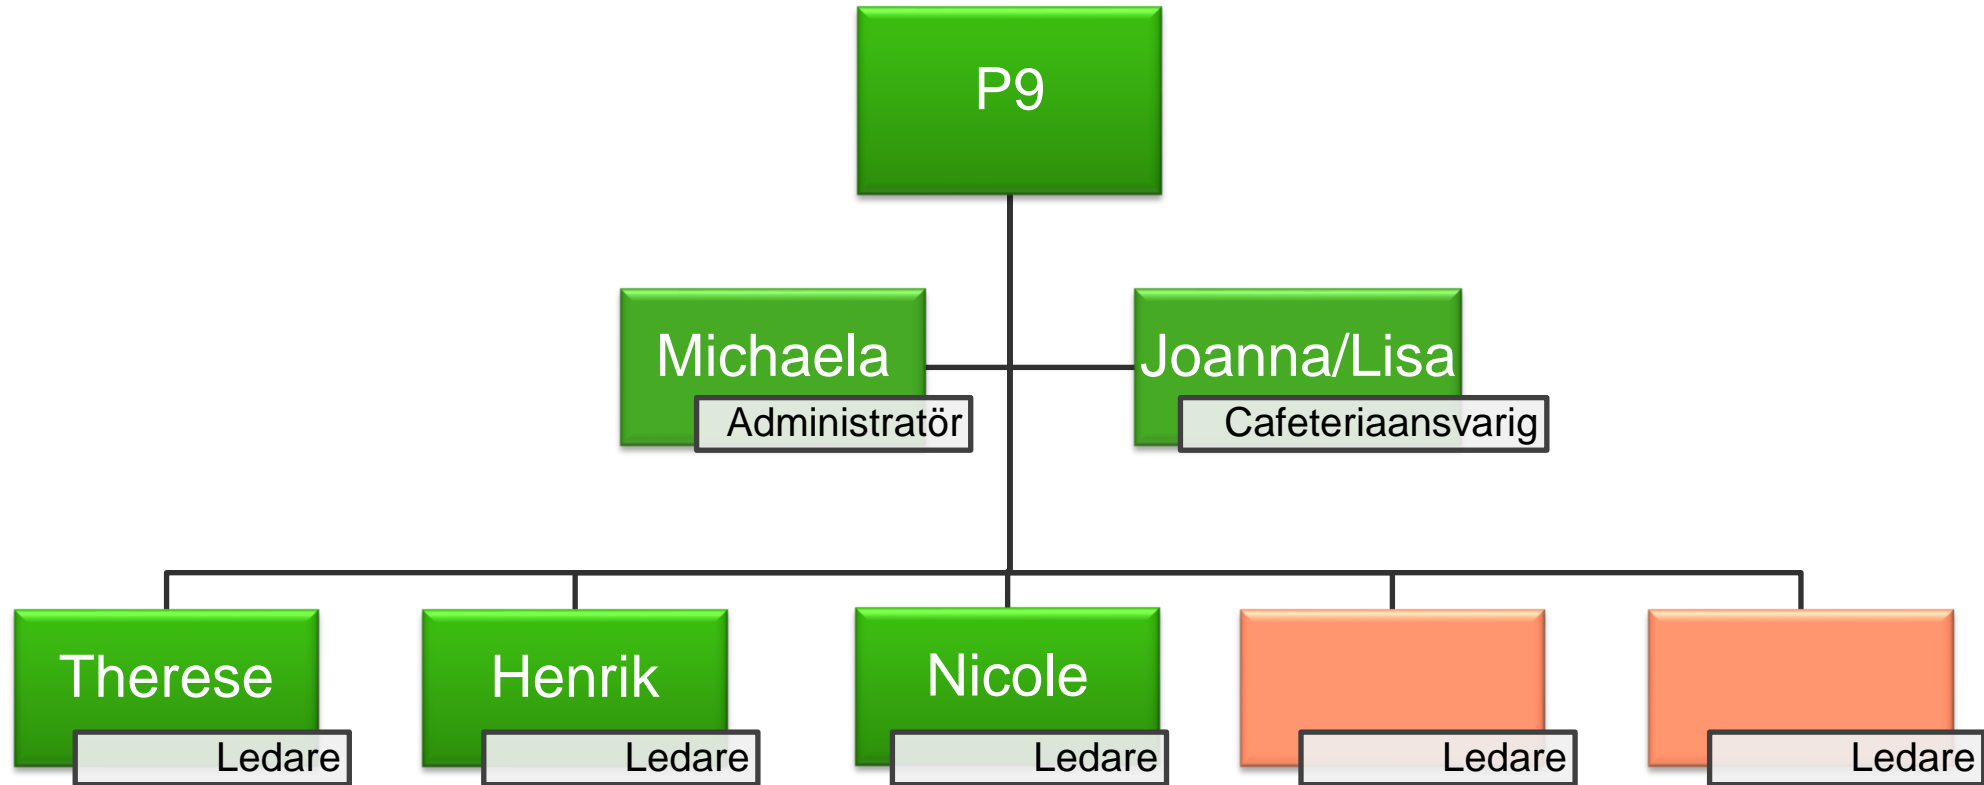 P9
Michaela
Administratör
Joanna/Lisa
Cafeteriaansvarig
Therese
Ledare
Henrik
Ledare
Nicole
Ledare
Ledare
Ledare